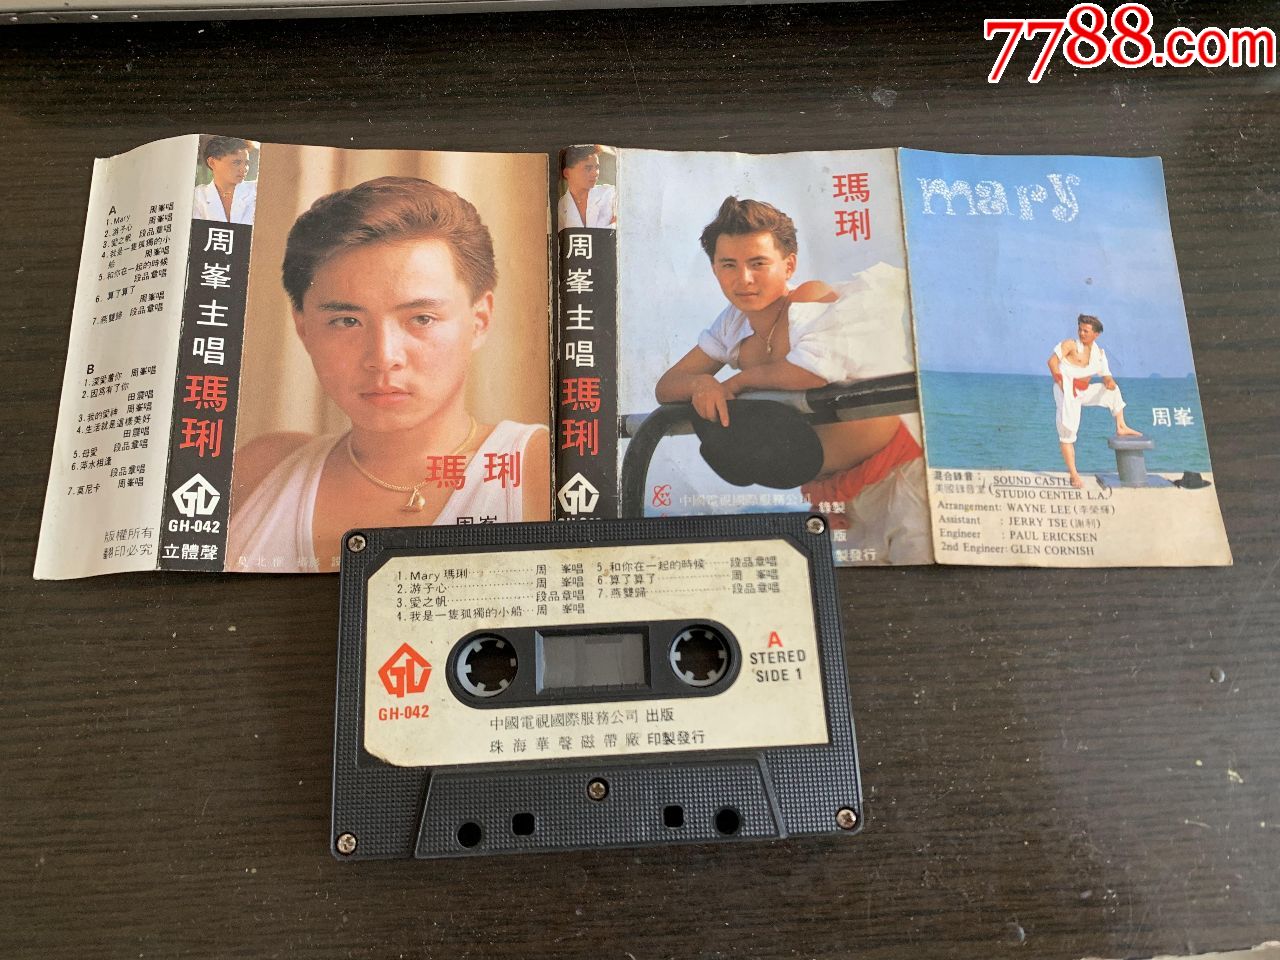 7788.com
A
1.Mary 周峯唱
2.游子心 周峯唱
3.愛之帆 段品章唱
4.我是一隻孤獨的小
船 周峯唱
5.和你在一起的時候
段品章唱
6.算了算了
周峯唱
7.燕雙歸 段品章唱
B
1.深愛着你 周峯唱
2.因爲有了你
田震唱
3.我的愛神 周峯唱
4.生活就是這樣美好
田震唱
5.母愛 段品章唱
6.萍水相逢
段品章唱
7.莫尼卡 周峯唱
版權所有
翻印必究
周峯主唱
瑪琍
GH-042
立體聲
瑪琍
周峯
周峯主唱
瑪琍
瑪琍
中國電視國際服務公司 錄製
版
製發行
mary
周峯
混合錄音: SOUND CASTLE
美國錄音室 (STUDIO CENTER L.A.)
Arrangement: WAYNE LEE (李榮輝)
Assistant : JERRY TSE (謝利)
Engineer : PAUL ERICKSEN
2nd Engineer: GLEN CORNISH
1.Mary瑪琍………周 峯唱
2.游子心………周 峯唱
3.愛之帆………段品章唱
4.我是一隻孤獨的小船…周 峯唱
5.和你在一起的時候……段品章唱
6.算了算了………周 峯唱
7.燕雙歸………段品章唱
GH-042
A
STEREO
SIDE 1
中國電視國際服務公司 出版
珠海華聲磁帶廠 印製發行